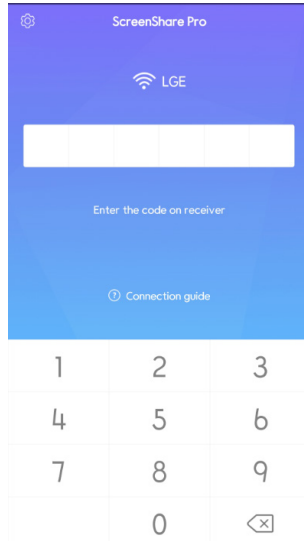 ScreenShare Pro
LGE
Enter the code on receiver
? Connection guide
1 2 3
4 5 6
7 8 9
0